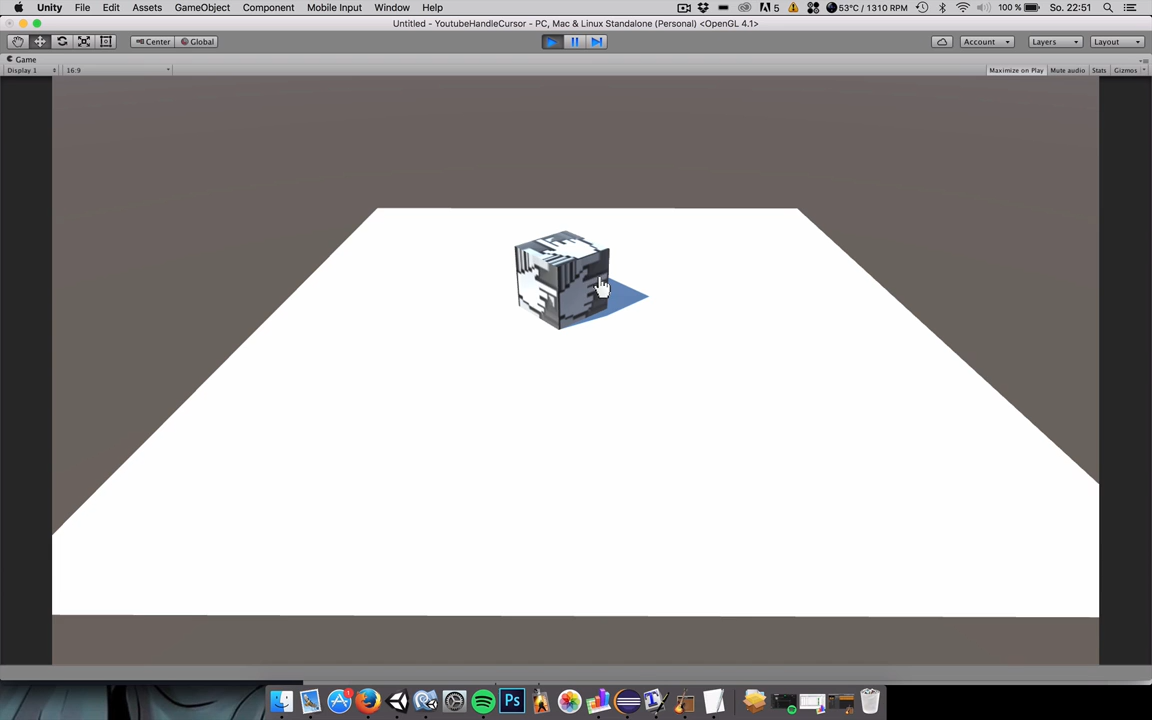 Unity File Edit Assets GameObject Component Mobile Input Window Help 5 53°C / 1310 RPM 100 % So. 22:51
Untitled - YoutubeHandleCursor - PC, Mac & Linux Standalone (Personal) <OpenGL 4.1>
Center Global Account Layers Layout
Game
Display 1 16:9 Maximize on Play Mute audio Stats Gizmos
1
Ps